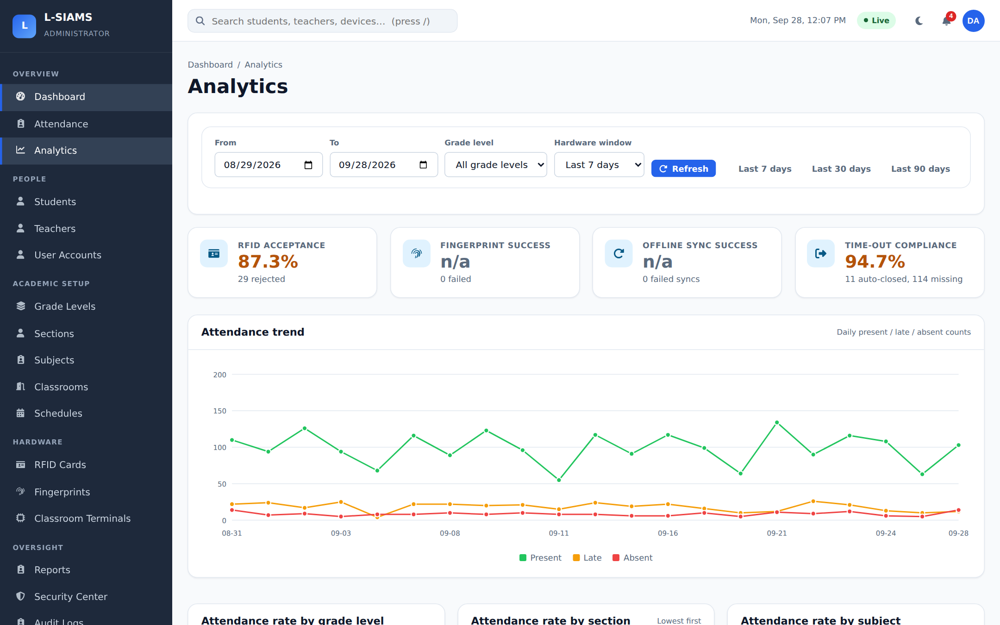 L
L-SIAMS
ADMINISTRATOR
OVERVIEW
Dashboard
Attendance
Analytics
PEOPLE
Students
Teachers
User Accounts
ACADEMIC SETUP
Grade Levels
Sections
Subjects
Classrooms
Schedules
HARDWARE
RFID Cards
Fingerprints
Classroom Terminals
OVERSIGHT
Reports
Security Center
Audit Logs
Search students, teachers, devices... (press /)
Mon, Sep 28, 12:07 PM
Live
4
DA
Dashboard / Analytics
Analytics
From To Grade level Hardware window
08/29/2026 09/28/2026 All grade levels Last 7 days Refresh Last 7 days Last 30 days Last 90 days
RFID ACCEPTANCE
87.3%
29 rejected
FINGERPRINT SUCCESS
n/a
0 failed
OFFLINE SYNC SUCCESS
n/a
0 failed syncs
TIME-OUT COMPLIANCE
94.7%
11 auto-closed, 114 missing
Attendance trend
Daily present / late / absent counts
200
150
100
50
0
08-31 09-03 09-08 09-11 09-16 09-21 09-24 09-28
Present Late Absent
Attendance rate by grade level
Attendance rate by section
Lowest first
Attendance rate by subject